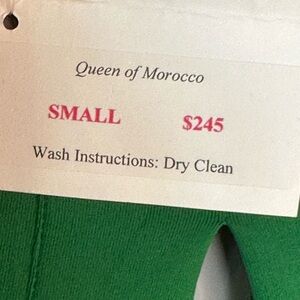 Queen of Morocco
SMALL $245
Wash Instructions: Dry Clean